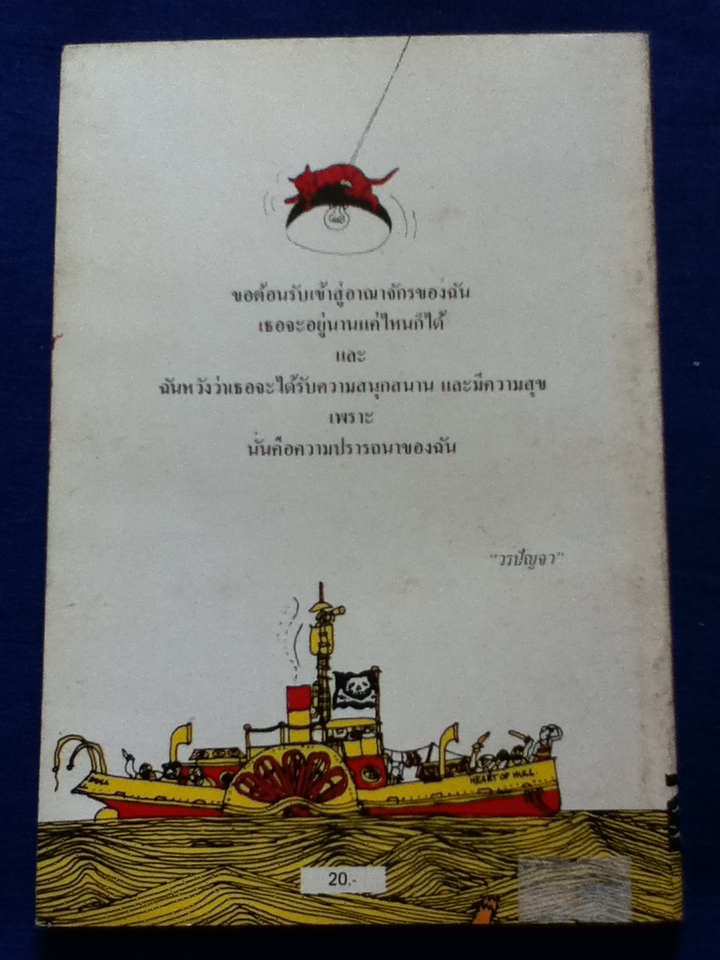 ขอต้อนรับเข้าสู่อาณาจักรของฉัน
เธอจะอยู่นานแค่ไหนก็ได้
และ
ฉันหวังว่าเธอจะได้รับความสนุกสนาน และมีความสุข
เพราะ
นั่นคือความปรารถนาของฉัน
"วรปัญจา"
HULL
HEART OF HULL
20.-